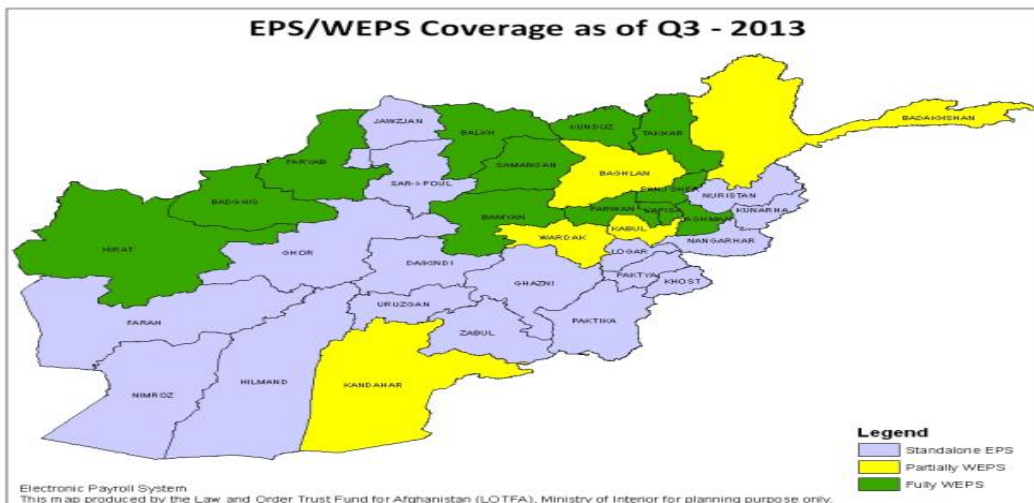 EPS/WEPS Coverage as of Q3 - 2013
JAWZJAN
BALKH
KUNDUZ
TAKHAR
BADAKHSHAN
FARYAB
SAMANGAN
BAGHLAN
SAR-I-POUL
NURISTAN
BADGHIS
BAMYAN
PARWAN
KAPISA
KUNARHA
HIRAT
GHOR
WARDAK
KABUL
LOGAR
NANGARHAR
DAIKINDI
GHAZNI
PAKTYA
KHOST
FARAH
URUZGAN
ZABUL
PAKTIKA
NIMROZ
HILMAND
KANDAHAR
Legend
Standalone EPS
Partially WEPS
Fully WEPS
Electronic Payroll System
This map produced by the Law and Order Trust Fund for Afghanistan (LOTFA), Ministry of Interior for planning purpose only.